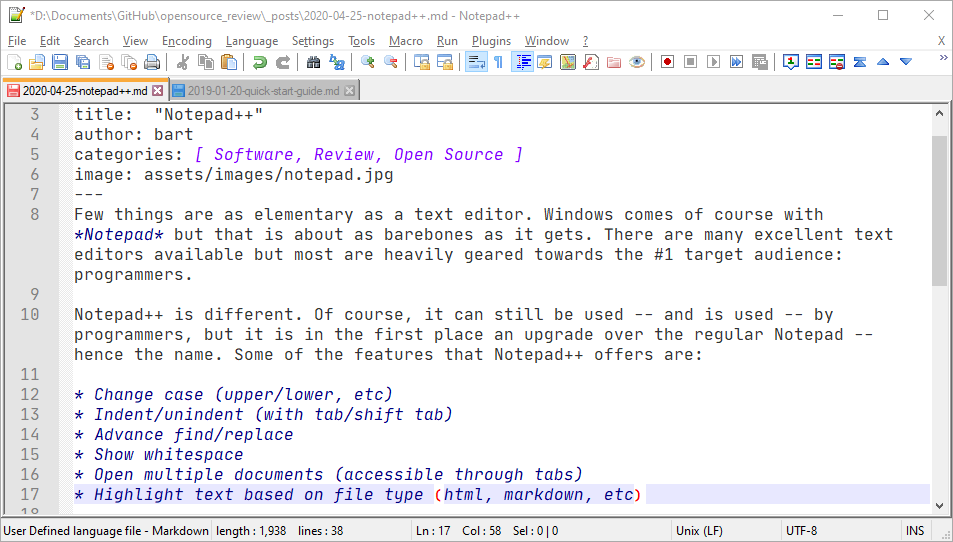 *D:\Documents\GitHub\opensource_review\_posts\2020-04-25-notepad++.md - Notepad++
File Edit Search View Encoding Language Settings Tools Macro Run Plugins Window ? X
2020-04-25-notepad++.md 2019-01-20-quick-start-guide.md
3 title:  "Notepad++"
4 author: bart
5 categories: [ Software, Review, Open Source ]
6 image: assets/images/notepad.jpg
7 ---
8 Few things are as elementary as a text editor. Windows comes of course with
*Notepad* but that is about as barebones as it gets. There are many excellent text
editors available but most are heavily geared towards the #1 target audience:
programmers.
9
10 Notepad++ is different. Of course, it can still be used -- and is used -- by
programmers, but it is in the first place an upgrade over the regular Notepad --
hence the name. Some of the features that Notepad++ offers are:
11
12 * Change case (upper/lower, etc)
13 * Indent/unindent (with tab/shift tab)
14 * Advance find/replace
15 * Show whitespace
16 * Open multiple documents (accessible through tabs)
17 * Highlight text based on file type (html, markdown, etc)
18
User Defined language file - Markdown length : 1,938 lines : 38 Ln : 17 Col : 58 Sel : 0 | 0 Unix (LF) UTF-8 INS